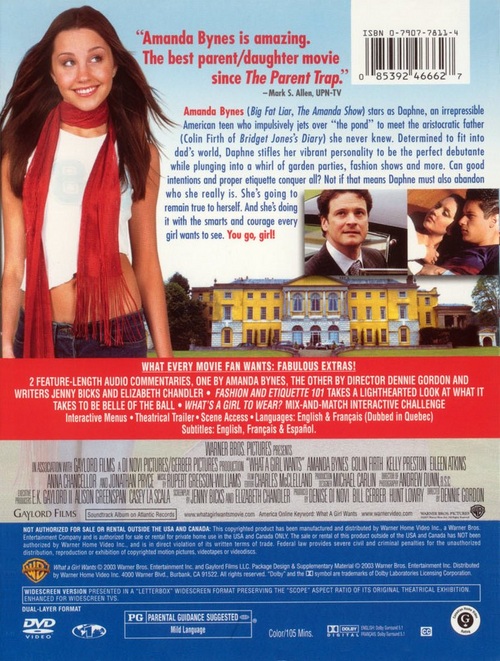 "Amanda Bynes is amazing.
The best parent/daughter movie
since The Parent Trap."
—Mark S. Allen, UPN-TV
ISBN 0-7907-7811-4
0 85392 46662 7
Amanda Bynes (Big Fat Liar, The Amanda Show) stars as Daphne, an irrepressible
American teen who impulsively jets over "the pond" to meet the aristocratic father
(Colin Firth of Bridget Jones's Diary) she never knew. Determined to fit into
dad's world, Daphne stifles her vibrant personality to be the perfect debutante
while plunging into a whirl of garden parties, fashion shows and more. Can good
intentions and proper etiquette conquer all? Not if that means Daphne must also abandon
who she really is. She's going to
remain true to herself. And she's doing
it with the smarts and courage every
girl wants to see. You go, girl!
WHAT EVERY MOVIE FAN WANTS: FABULOUS EXTRAS!
2 FEATURE-LENGTH AUDIO COMMENTARIES, ONE BY AMANDA BYNES, THE OTHER BY DIRECTOR DENNIE GORDON AND
WRITERS JENNY BICKS AND ELIZABETH CHANDLER • FASHION AND ETIQUETTE 101 TAKES A LIGHTHEARTED LOOK AT WHAT IT
TAKES TO BE BELLE OF THE BALL • WHAT'S A GIRL TO WEAR? MIX-AND-MATCH INTERACTIVE CHALLENGE
Interactive Menus • Theatrical Trailer • Scene Access • Languages: English & Français (Dubbed in Quebec)
Subtitles: English, Français & Español.
WARNER BROS. PICTURES PRESENTS
IN ASSOCIATION WITH GAYLORD FILMS A DI NOVI PICTURES/GERBER PICTURES PRODUCTION "WHAT A GIRL WANTS" AMANDA BYNES COLIN FIRTH KELLY PRESTON EILEEN ATKINS
ANNA CHANCELLOR AND JONATHAN PRYCE MUSIC BY RUPERT GREGSON-WILLIAMS FILM EDITOR CHARLES McCLELLAND PRODUCTION DESIGNER MICHAEL CARLIN DIRECTOR OF PHOTOGRAPHY ANDREW DUNN, B.S.C.
EXECUTIVE PRODUCERS E.K. GAYLORD II ALISON GREENSPAN CASEY LA SCALA SCREENPLAY BY JENNY BICKS AND ELIZABETH CHANDLER PRODUCED BY DENISE DI NOVI BILL GERBER HUNT LOWRY DIRECTED BY DENNIE GORDON
GAYLORD FILMS
Soundtrack Album on Atlantic Records
www.whatagirlwantsmovie.com America Online Keyword: What A Girl Wants www.warnervideo.com
WARNER BROS. PICTURES
NOT AUTHORIZED FOR SALE OR RENTAL OUTSIDE THE USA AND CANADA: This copyrighted product has been manufactured and distributed by Warner Home Video Inc., a Warner Bros.
Entertainment Company and is authorized for sale or rental for private home use in the USA and Canada ONLY. The sale or rental of this product outside of the USA and Canada has NOT been
authorized by Warner Home Video Inc., and is in direct violation of its written terms of trade. Federal law provides severe civil and criminal penalties for the unauthorized
distribution, reproduction or exhibition of copyrighted motion pictures, videotapes or videodiscs.
What a Girl Wants © 2003 Warner Bros. Entertainment Inc. and Gaylord Films LLC. Package Design & Supplementary Material © 2003 Warner Bros. Entertainment Inc. Distributed
by Warner Home Video Inc. 4000 Warner Blvd., Burbank, CA 91522. All rights reserved. "Dolby" and the DD symbol are trademarks of Dolby Laboratories Licensing Corporation.
WIDESCREEN VERSION PRESENTED IN A "LETTERBOX" WIDESCREEN FORMAT PRESERVING THE "SCOPE" ASPECT RATIO OF ITS ORIGINAL THEATRICAL EXHIBITION.
ENHANCED FOR WIDESCREEN TVS.
DUAL-LAYER FORMAT
DVD
VIDEO
PG PARENTAL GUIDANCE SUGGESTED
Mild Language
Color/105 Mins.
DOLBY
DIGITAL
ENGLISH: Dolby Surround 5.1
FRANÇAIS: Dolby Surround 5.1
G